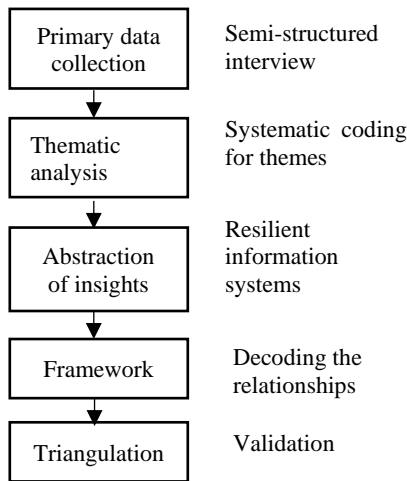 Primary data
collection
Semi-structured
interview
Thematic
analysis
Systematic coding
for themes
Abstraction
of insights
Resilient
information
systems
Framework
Decoding the
relationships
Triangulation
Validation